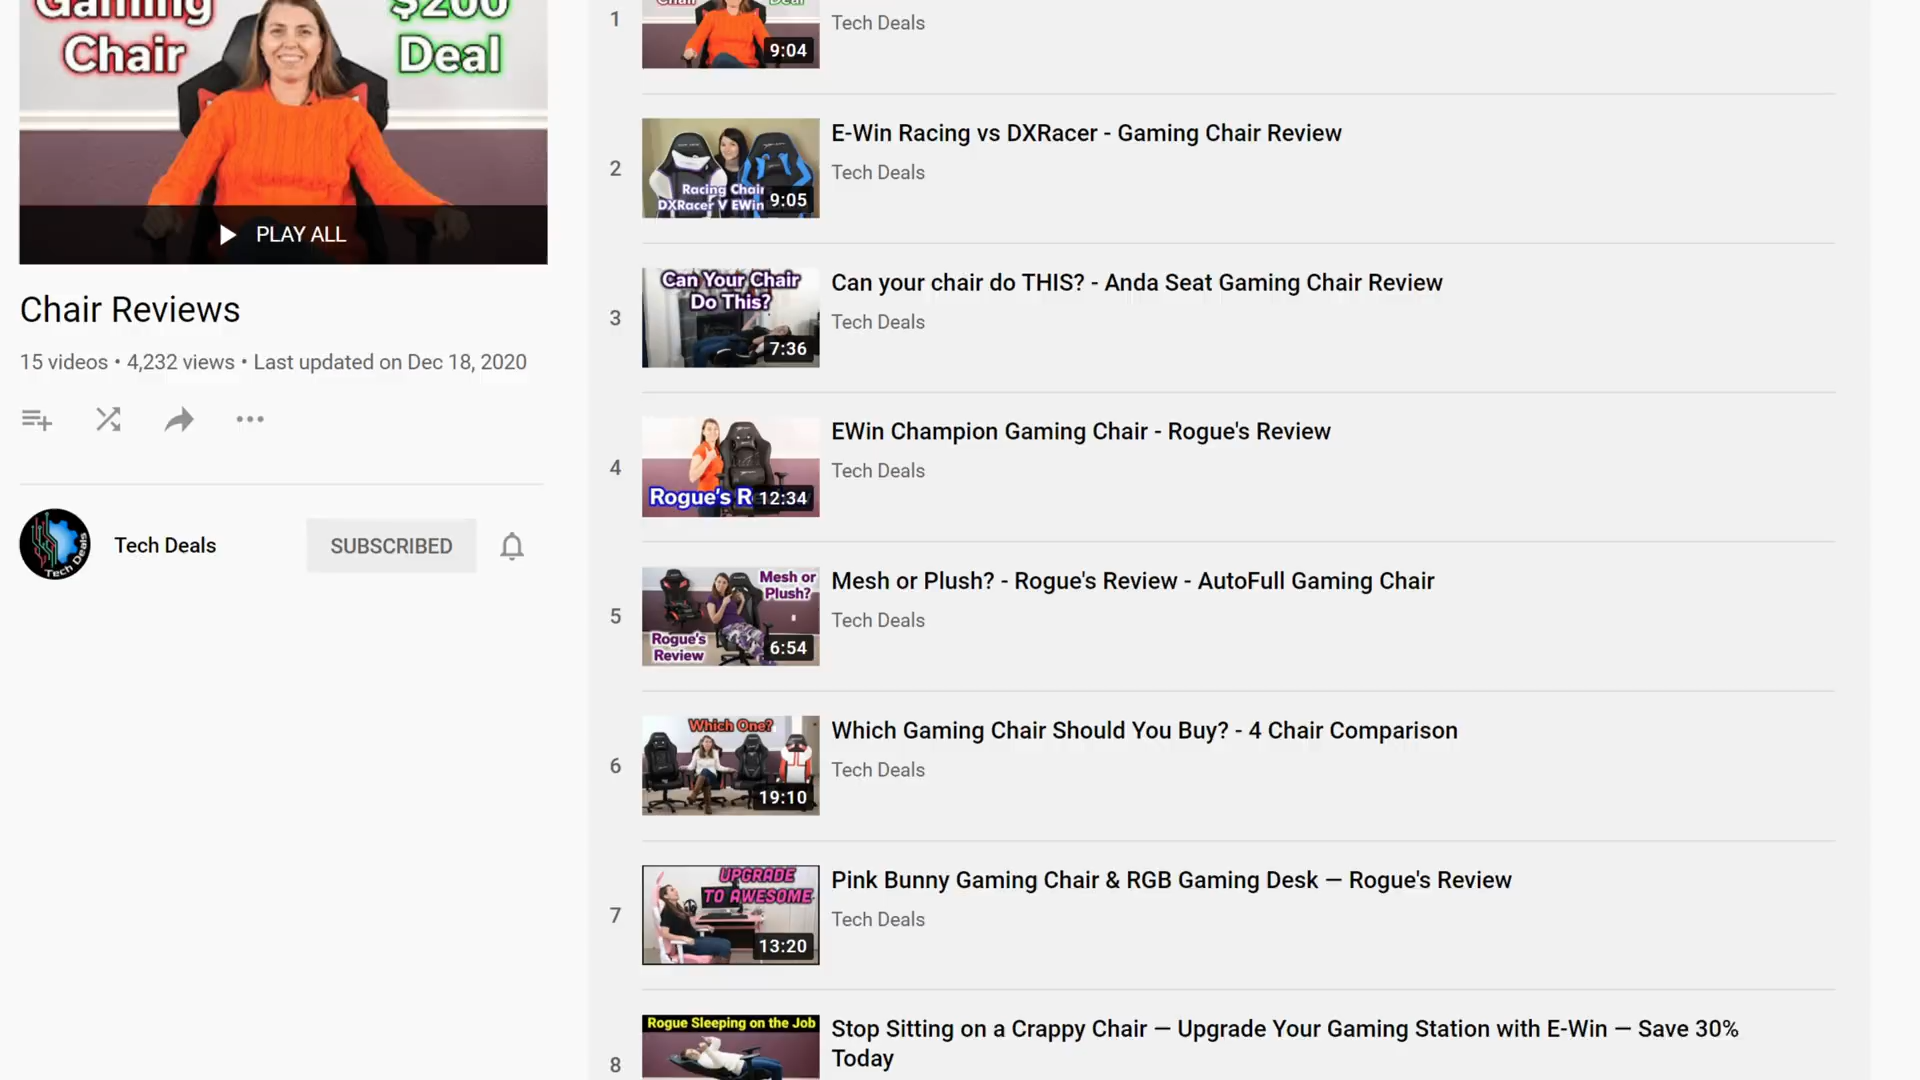 Gaming
Chair
$200
Deal
PLAY ALL
Chair Reviews
15 videos • 4,232 views • Last updated on Dec 18, 2020
Tech Deals
Tech Deals
SUBSCRIBED
1
Chair
Deal
9:04
Tech Deals
2
Racing Chair
DXRacer V EWin
9:05
E-Win Racing vs DXRacer - Gaming Chair Review
Tech Deals
3
Can Your Chair
Do This?
7:36
Can your chair do THIS? - Anda Seat Gaming Chair Review
Tech Deals
4
Rogue's R
12:34
EWin Champion Gaming Chair - Rogue's Review
Tech Deals
5
Mesh or
Plush?
Rogue's
Review
6:54
Mesh or Plush? - Rogue's Review - AutoFull Gaming Chair
Tech Deals
6
Which One?
19:10
Which Gaming Chair Should You Buy? - 4 Chair Comparison
Tech Deals
7
UPGRADE
TO AWESOME
13:20
Pink Bunny Gaming Chair & RGB Gaming Desk — Rogue's Review
Tech Deals
8
Rogue Sleeping on the Job
Stop Sitting on a Crappy Chair — Upgrade Your Gaming Station with E-Win — Save 30%
Today